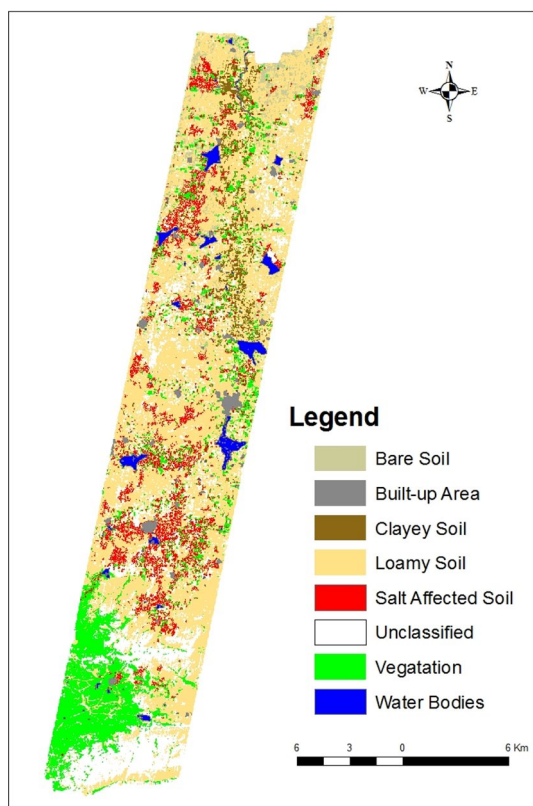 N
W E
S
Legend
Bare Soil
Built-up Area
Clayey Soil
Loamy Soil
Salt Affected Soil
Unclassified
Vegatation
Water Bodies
6 3 0 6 Km